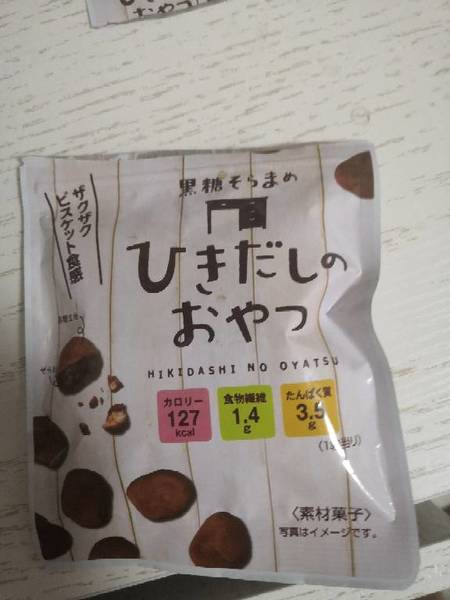 おやつ
黒糖そらまめ
ザクザク
ビスケット食感
ひきだしの
おやつ
HIKIDASHI NO OYATSU
カロリー
127
kcal
食物繊維
1.4
g
たんぱく質
3.5
g
〈素材菓子〉
写真はイメージです。